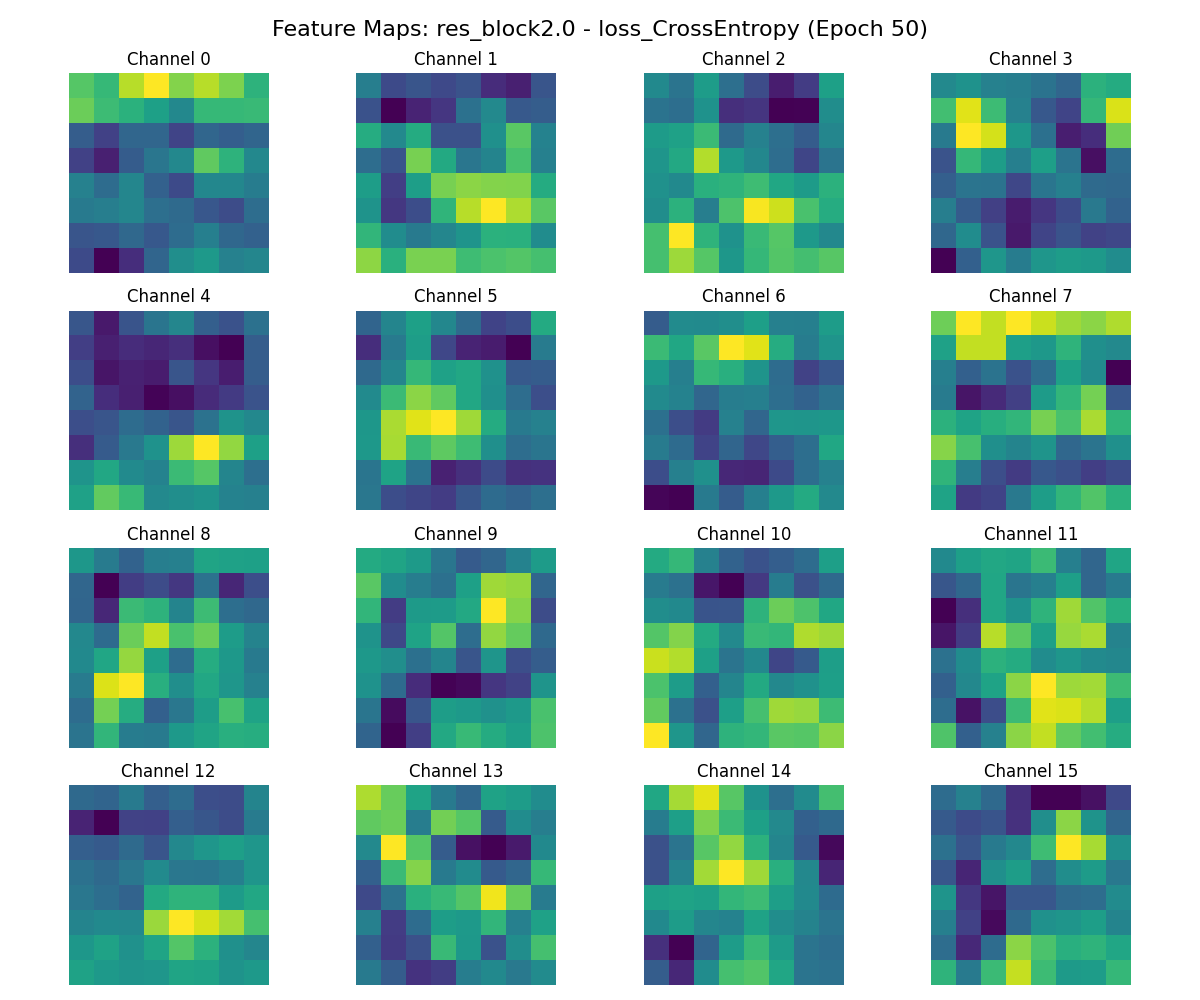 Feature Maps: res_block2.0 - loss_CrossEntropy (Epoch 50)
Channel 0
Channel 1
Channel 2
Channel 3
Channel 4
Channel 5
Channel 6
Channel 7
Channel 8
Channel 9
Channel 10
Channel 11
Channel 12
Channel 13
Channel 14
Channel 15